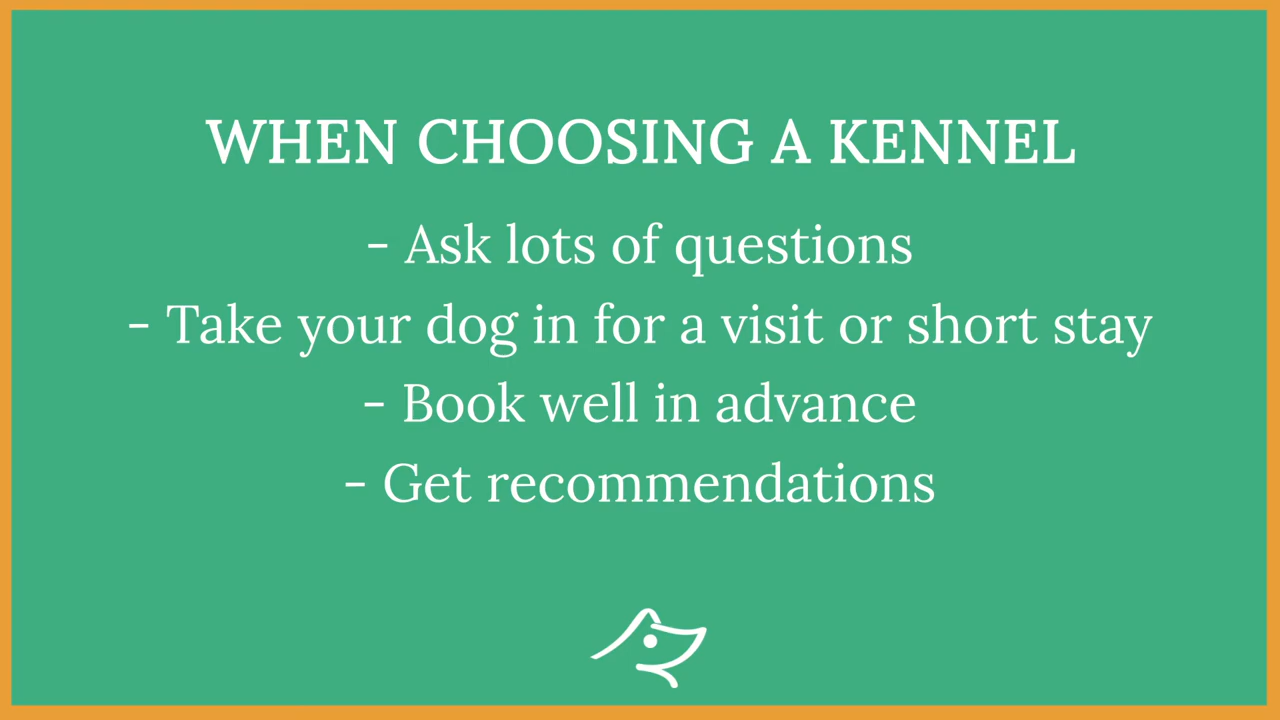 WHEN CHOOSING A KENNEL
- Ask lots of questions
- Take your dog in for a visit or short stay
- Book well in advance
- Get recommendations